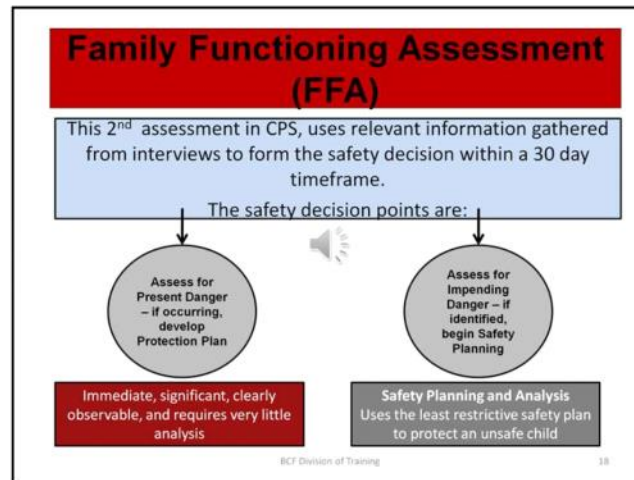 Family Functioning Assessment
(FFA)
This 2nd assessment in CPS, uses relevant information gathered
from interviews to form the safety decision within a 30 day
timeframe.
The safety decision points are:
Assess for
Present Danger
– if occurring,
develop
Protection Plan
Assess for
Impending
Danger – if
identified,
begin Safety
Planning
Immediate, significant, clearly
observable, and requires very little
analysis
Safety Planning and Analysis
Uses the least restrictive safety plan
to protect an unsafe child
BCF Division of Training
18